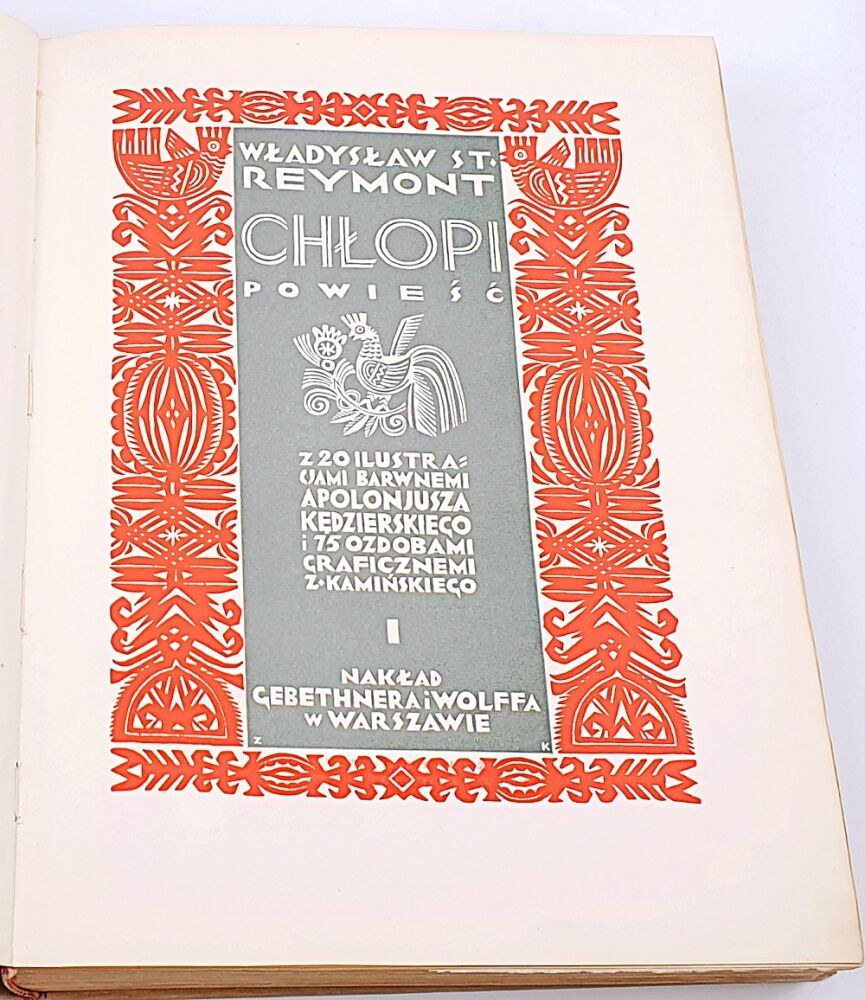 WŁADYSŁAW ST.
REYMONT
CHŁOPI
POWIEŚĆ
Z 20 ILUSTRA=
CJAMI BARWNEMI
APOLONJUSZA
KĘDZIERSKIEGO
i 75 OZDOBAMI
GRAFICZNEMI
Z·KAMIŃSKIEGO
I
NAKŁAD
GEBETHNERA i WOLFFA
w WARSZAWIE
Z K